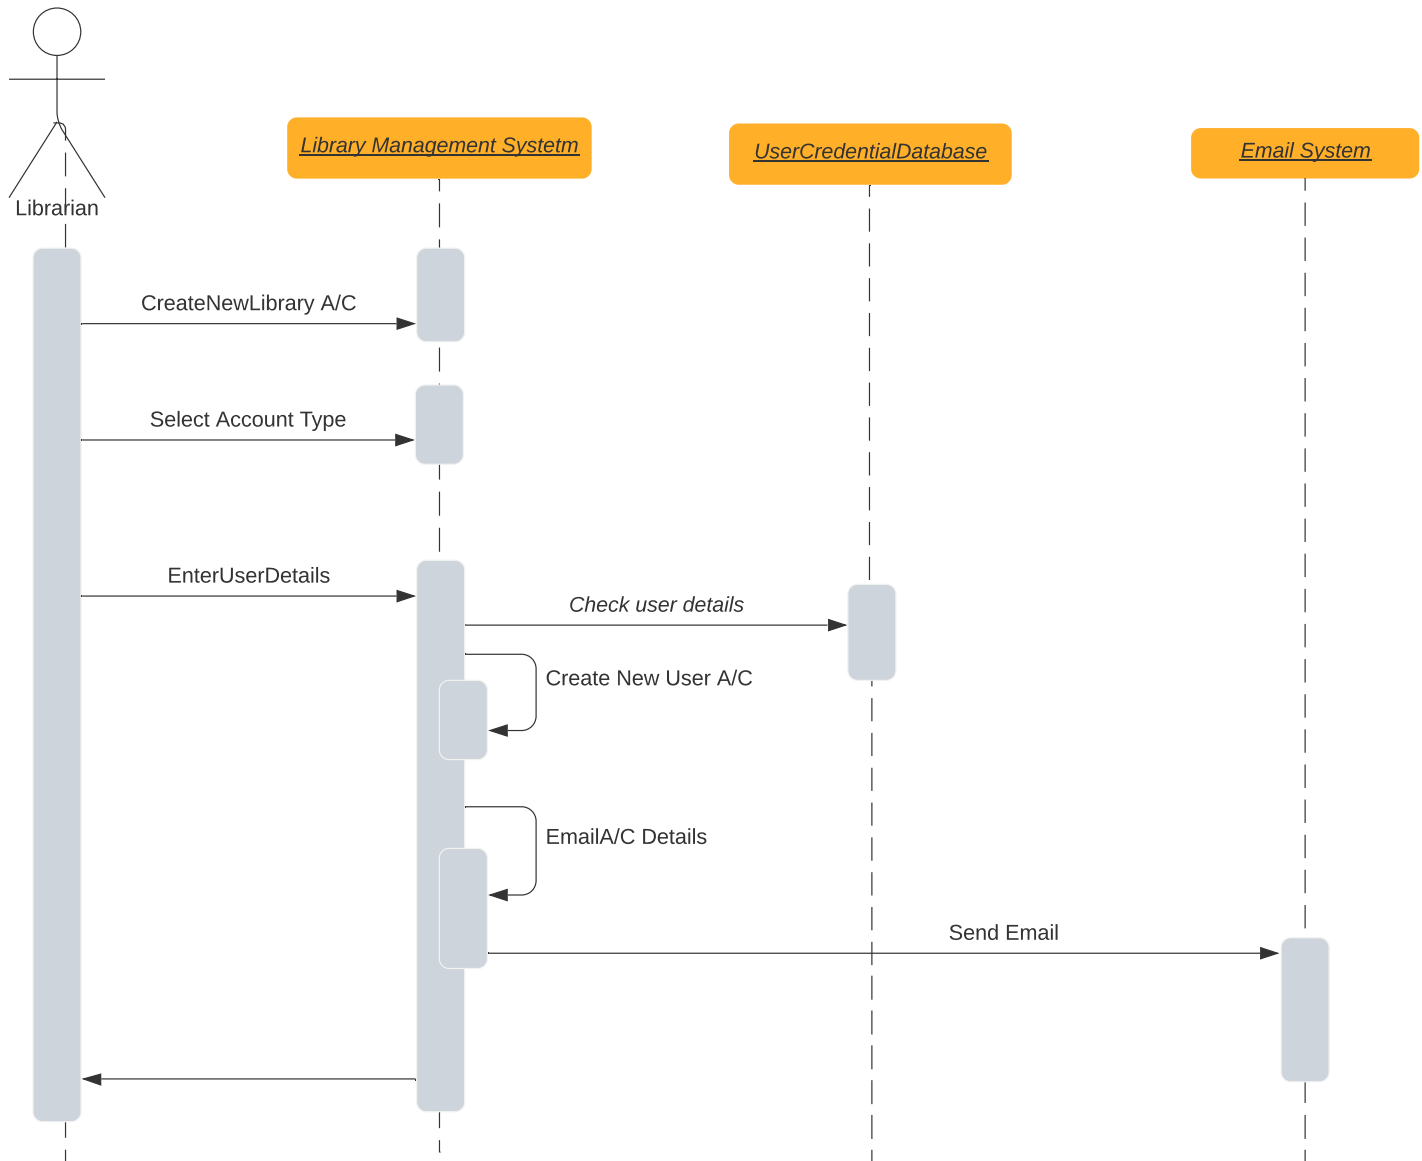 Librarian
Library Management Systetm
UserCredentialDatabase
Email System
CreateNewLibrary A/C
Select Account Type
EnterUserDetails
Check user details
Create New User A/C
EmailA/C Details
Send Email